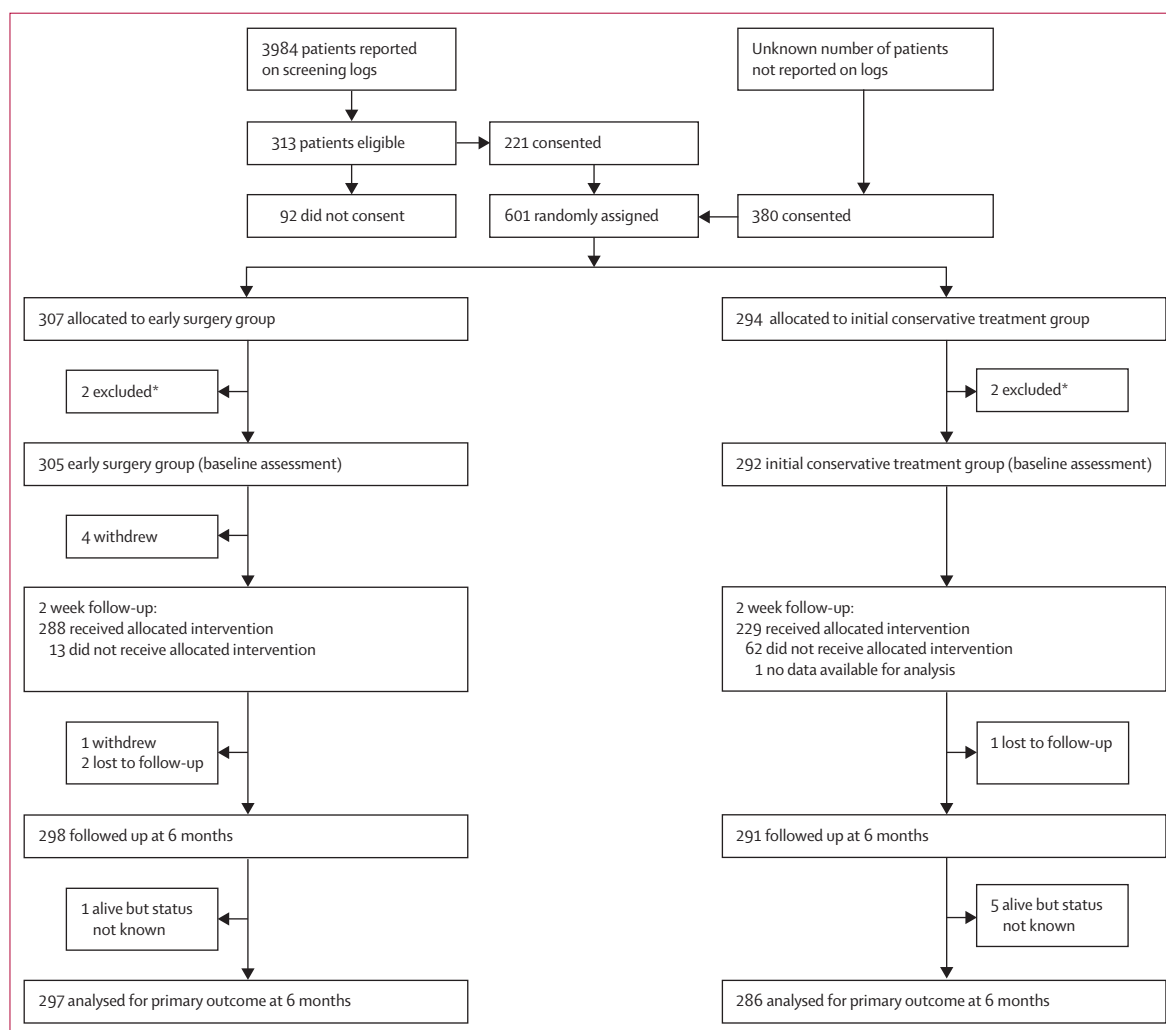 3984 patients reported
on screening logs
Unknown number of patients
not reported on logs
313 patients eligible
221 consented
92 did not consent
601 randomly assigned
380 consented
307 allocated to early surgery group
294 allocated to initial conservative treatment group
2 excluded*
2 excluded*
305 early surgery group (baseline assessment)
292 initial conservative treatment group (baseline assessment)
4 withdrew
2 week follow-up:
288 received allocated intervention
13 did not receive allocated intervention
2 week follow-up:
229 received allocated intervention
62 did not receive allocated intervention
1 no data available for analysis
1 withdrew
2 lost to follow-up
1 lost to follow-up
298 followed up at 6 months
291 followed up at 6 months
1 alive but status
not known
5 alive but status
not known
297 analysed for primary outcome at 6 months
286 analysed for primary outcome at 6 months